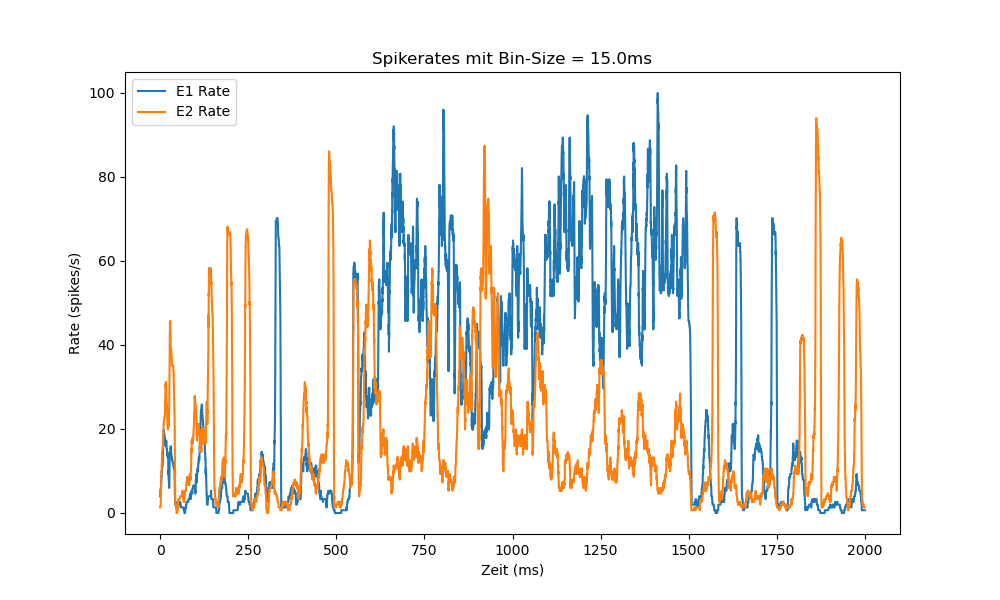 Spikerates mit Bin-Size = 15.0ms
E1 Rate
E2 Rate
Rate (spikes/s)
100
80
60
40
20
0
0 250 500 750 1000 1250 1500 1750 2000
Zeit (ms)